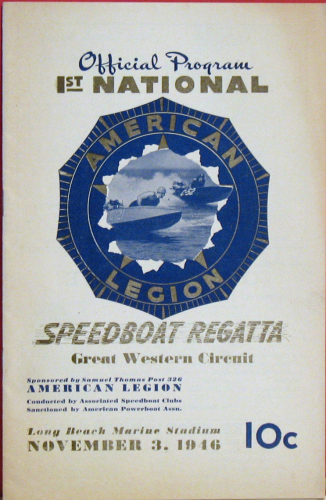 Official Program
1ST NATIONAL
AMERICAN
LEGION
SPEEDBOAT REGATTA
Great Western Circuit
Sponsored by Samuel Thomas Post 326
AMERICAN LEGION
Conducted by Associated Speedboat Clubs
Sanctioned by American Powerboat Assn.
Long Beach Marine Stadium
NOVEMBER 3, 1946
10c